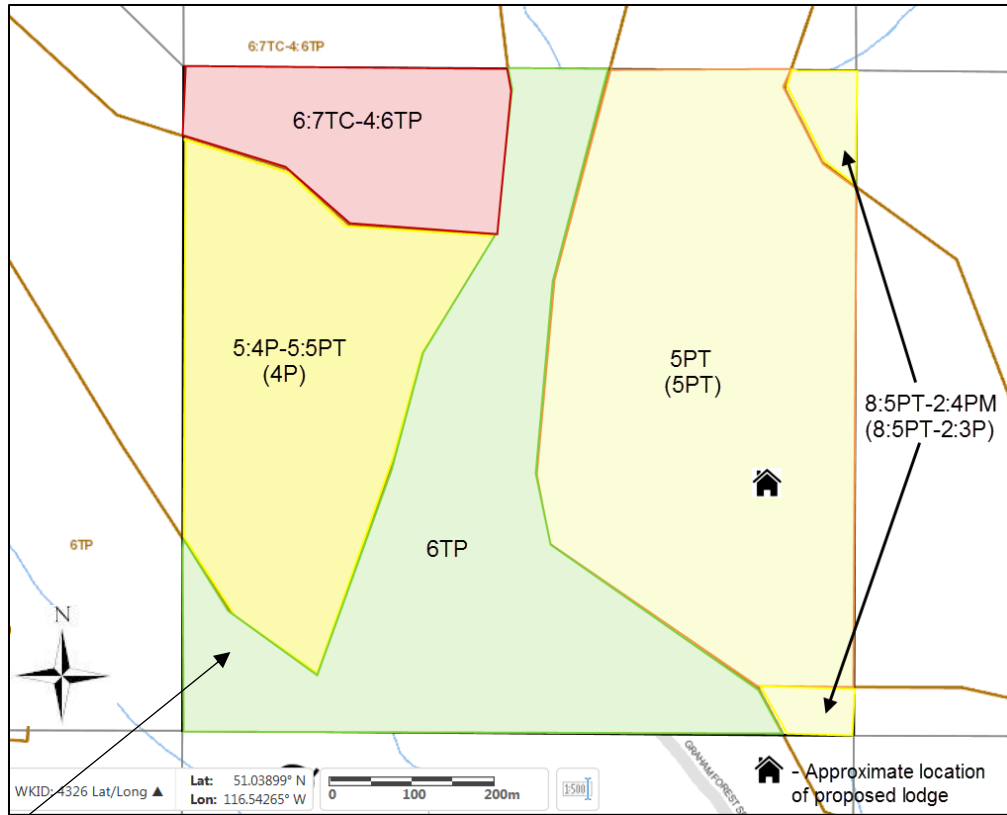 6:7TC-4:6TP
6:7TC-4:6TP
5:4P-5:5PT
(4P)
5PT
(5PT)
8:5PT-2:4PM
(8:5PT-2:3P)
6TP
6TP
N
GRAHAM FOREST S
WKID: 4326 Lat/Long ▲
Lat: 51.03899° N
Lon: 116.54265° W
0 100 200m
1:500
- Approximate location
of proposed lodge